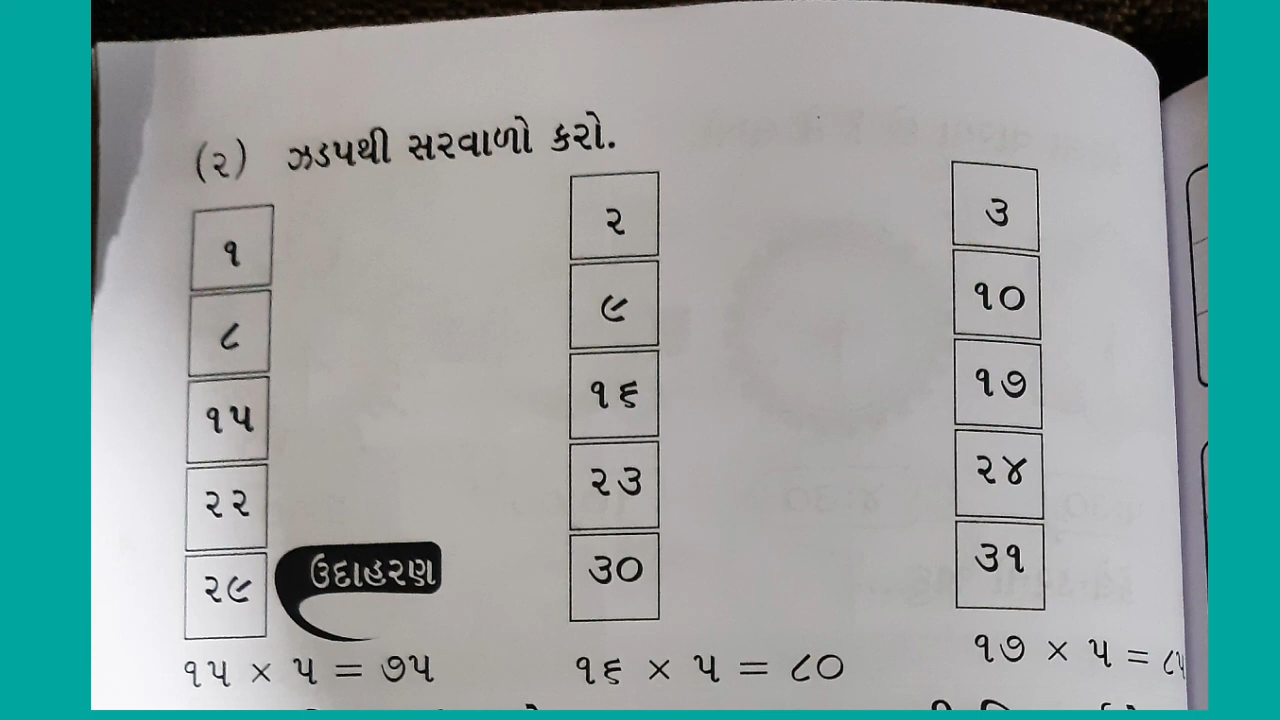 (૨) ઝડપથી સરવાળો કરો.
૧ ૨ ૩
૮ ૯ ૧૦
૧૫ ૧૬ ૧૭
૨૨ ૨૩ ૨૪
૨૯ ૩૦ ૩૧
ઉદાહરણ
૧૫ × ૫ = ૭૫ ૧૬ × ૫ = ૮૦ ૧૭ × ૫ = ૮૫